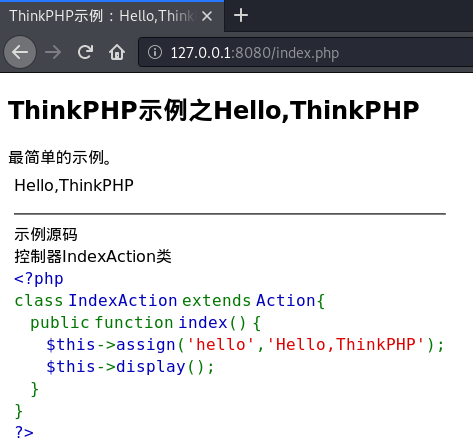 ThinkPHP示例：Hello,Think
127.0.0.1:8080/index.php
ThinkPHP示例之Hello,ThinkPHP
最简单的示例。
Hello,ThinkPHP
示例源码
控制器IndexAction类
<?php
class IndexAction extends Action{
public function index() {
$this->assign('hello','Hello,ThinkPHP');
$this->display();
}
}
?>